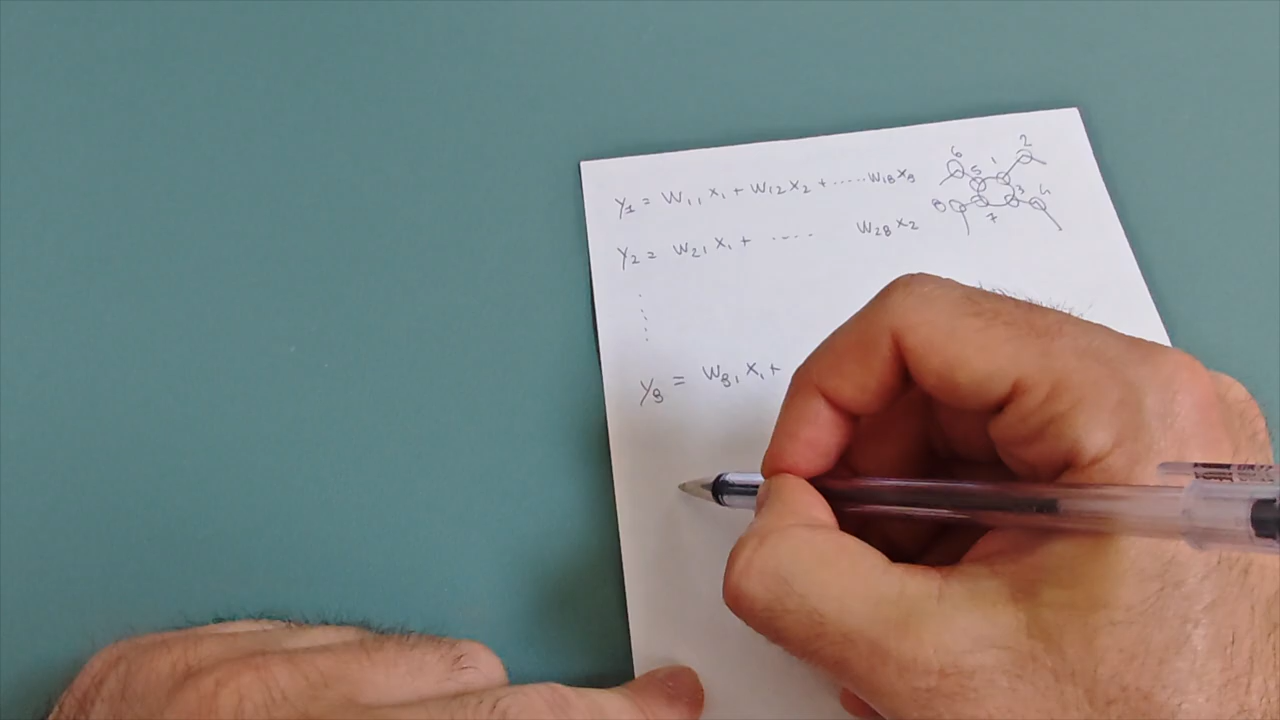 y1 = w11 x1 + w12 x2 + ..... w18 x8
y2 = w21 x1 + .... w28 x2
y8 = w81 x1 +
6 1 2
5 3 4
8 7